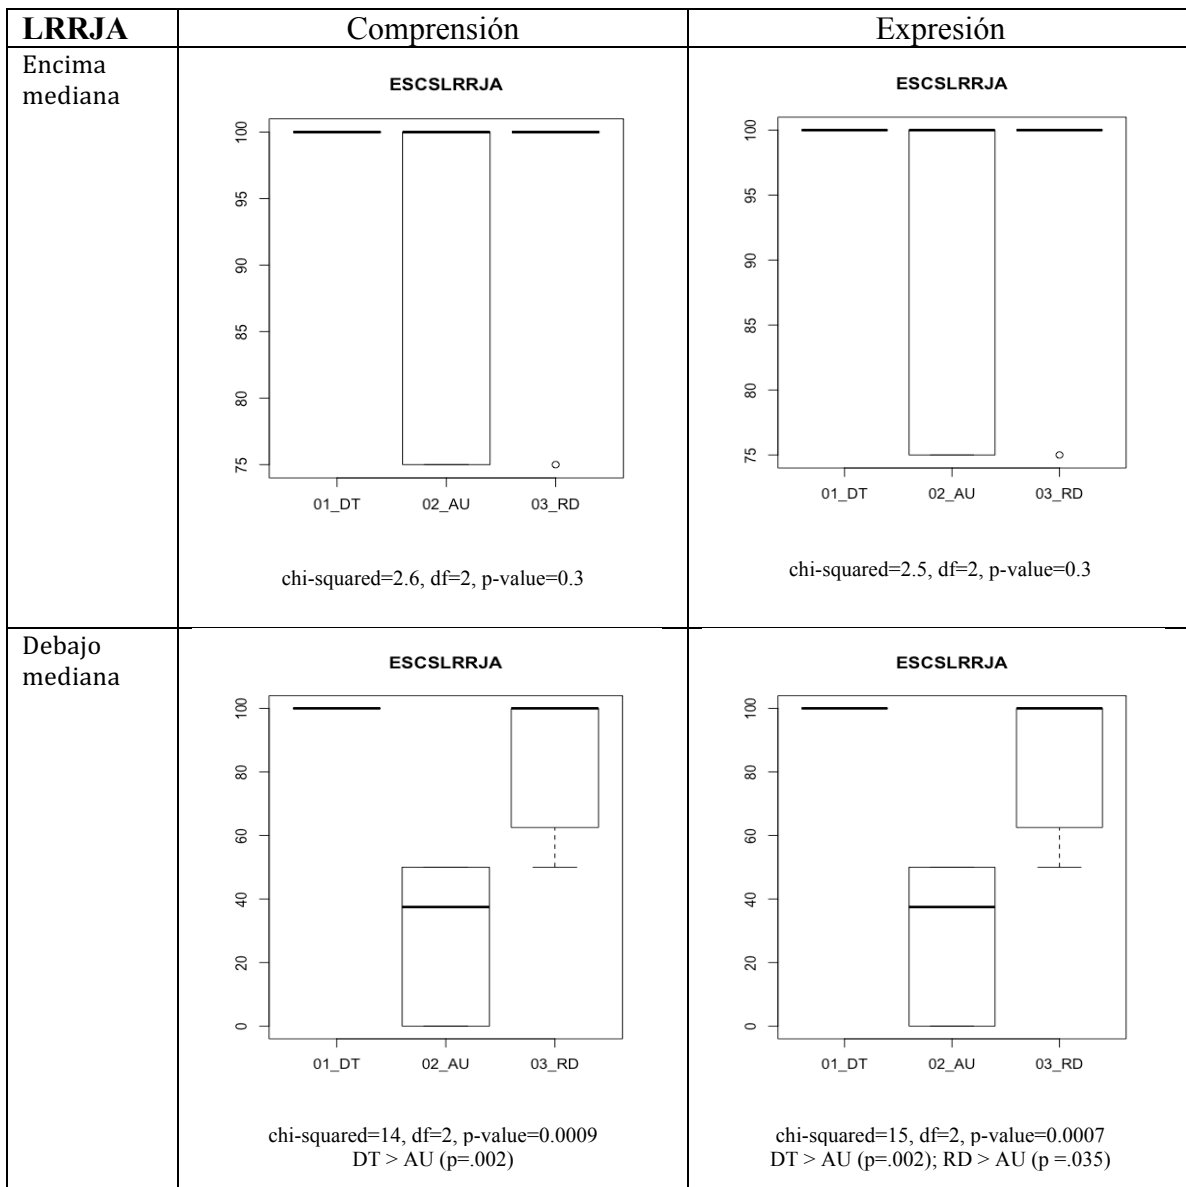 LRRJA Comprensión Expresión
Encima
mediana
ESCSLRRJA
100
95
90
85
80
75
01_DT 02_AU 03_RD
chi-squared=2.6, df=2, p-value=0.3
ESCSLRRJA
100
95
90
85
80
75
01_DT 02_AU 03_RD
chi-squared=2.5, df=2, p-value=0.3
Debajo
mediana
ESCSLRRJA
100
80
60
40
20
0
01_DT 02_AU 03_RD
chi-squared=14, df=2, p-value=0.0009
DT > AU (p=.002)
ESCSLRRJA
100
80
60
40
20
0
01_DT 02_AU 03_RD
chi-squared=15, df=2, p-value=0.0007
DT > AU (p=.002); RD > AU (p =.035)